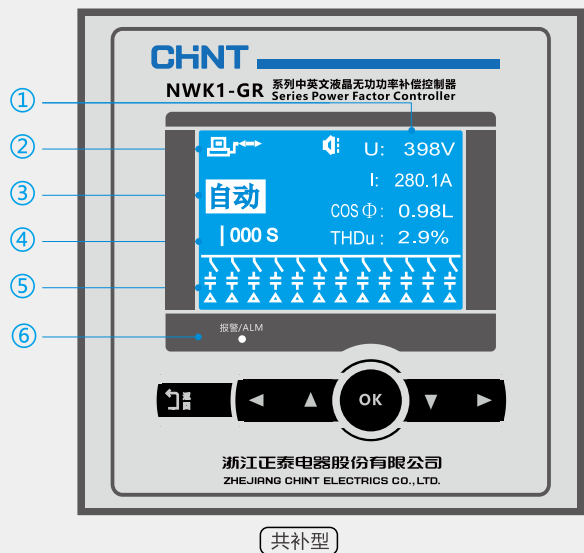 CHNT
NWK1-GR 系列中英文液晶无功功率补偿控制器
Series Power Factor Controller
①
②
U: 398V
I: 280.1A
③
自动
COSΦ: 0.98L
④
| 000 S
THDu: 2.9%
⑤
⑥
报警/ALM
返回
OK
浙江正泰电器股份有限公司
ZHEJIANG CHINT ELECTRICS CO.,LTD.
共补型